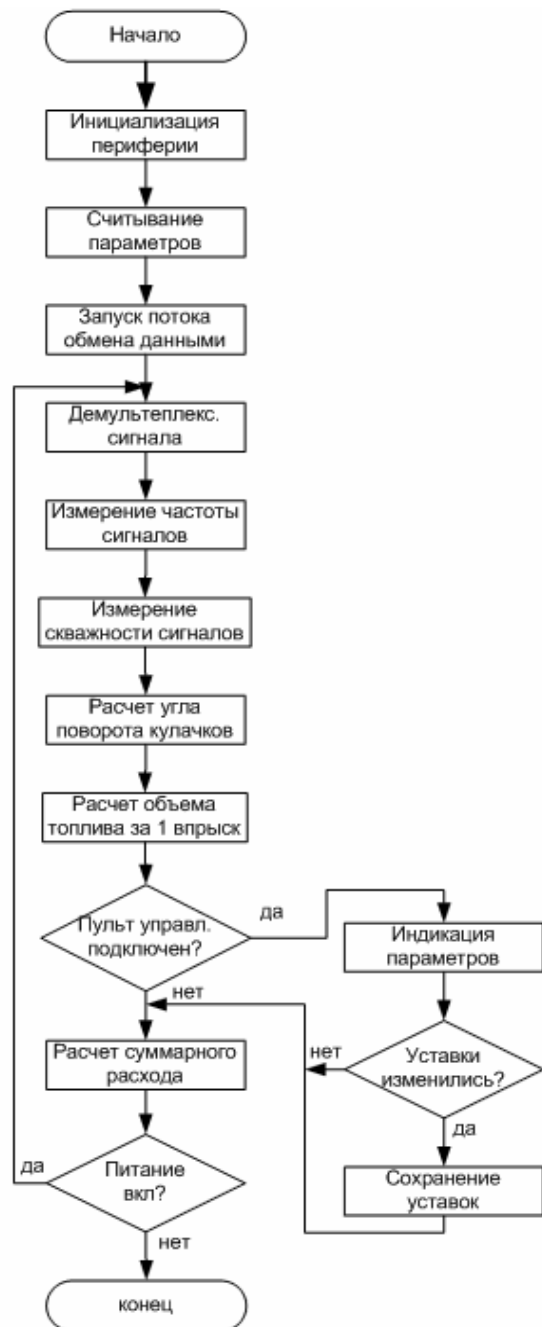 Начало
Инициализация
периферии
Считывание
параметров
Запуск потока
обмена данными
Демультеплекс.
сигнала
Измерение частоты
сигналов
Измерение
скважности сигналов
Расчет угла
поворота кулачков
Расчет объема
топлива за 1 впрыск
Пульт управл.
подключен?
да
нет
Индикация
параметров
Уставки
изменились?
нет
да
Сохранение
уставок
Расчет суммарного
расхода
Питание
вкл?
да
нет
конец